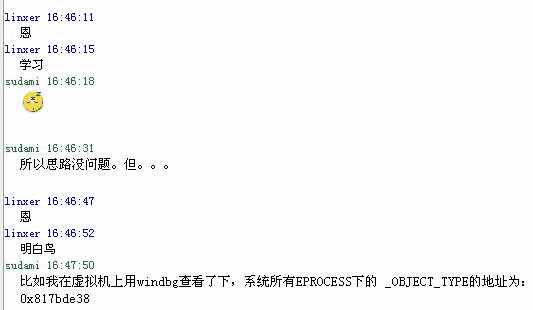 linxer 16:46:11
恩
linxer 16:46:15
学习
sudami 16:46:18
sudami 16:46:31
所以思路没问题。但。。。
linxer 16:46:47
恩
linxer 16:46:52
明白鸟
sudami 16:47:50
比如我在虚拟机上用windbg查看了下，系统所有EPROCESS下的 _OBJECT_TYPE的地址为：
0x817bde38